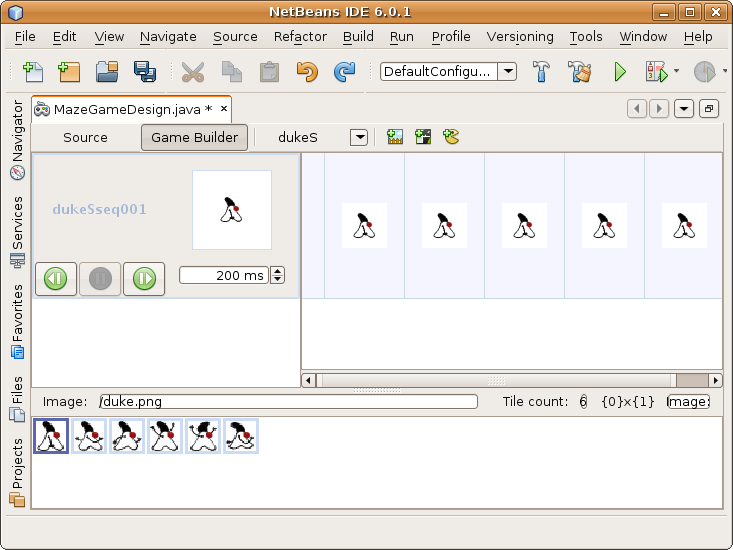 NetBeans IDE 6.0.1
File Edit View Navigate Source Refactor Build Run Profile Versioning Tools Window Help
DefaultConfigu...
MazeGameDesign.java * ×
Source Game Builder dukeS
Navigator
Services
Favorites
Files
Projects
dukeSseq001
200 ms
Image: /duke.png Tile count: 6 {0}×{1} Image: